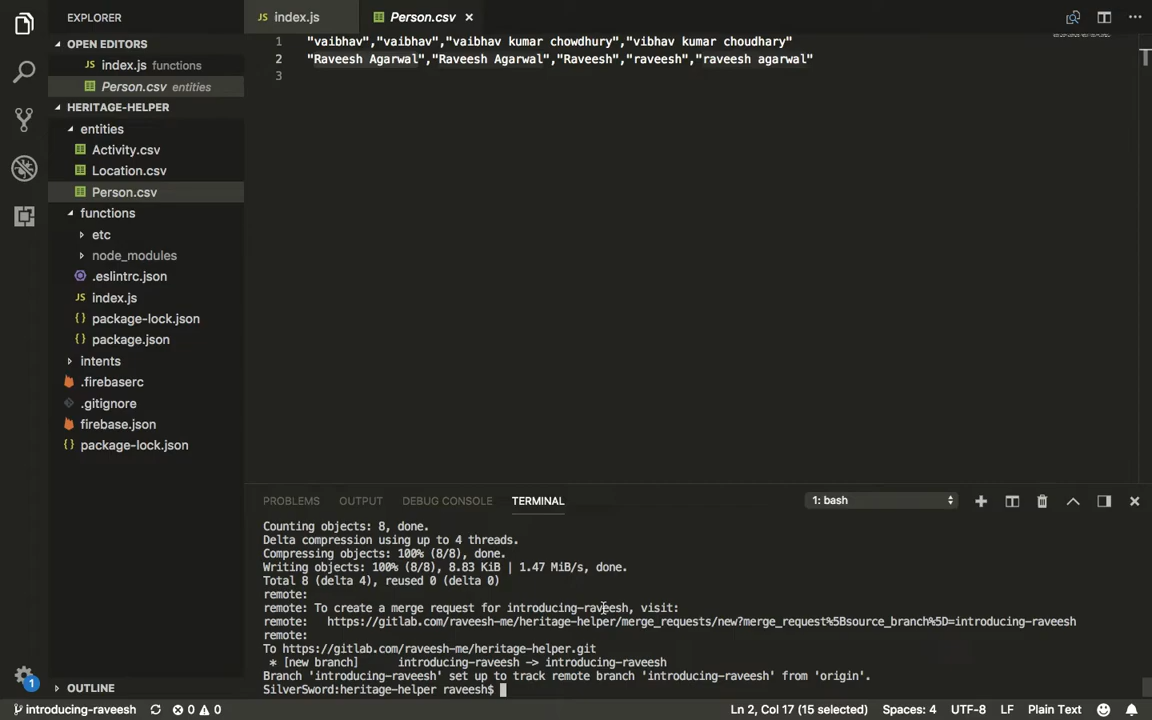 EXPLORER
OPEN EDITORS
index.js functions
Person.csv entities
HERITAGE-HELPER
entities
Activity.csv
Location.csv
Person.csv
functions
etc
node_modules
.eslintrc.json
JS index.js
{} package-lock.json
{} package.json
intents
.firebaserc
.gitignore
firebase.json
{} package-lock.json
OUTLINE
1
JS index.js
Person.csv ×
1 "vaibhav","vaibhav","vaibhav kumar chowdhury","vibhav kumar choudhary"
2 "Raveesh Agarwal","Raveesh Agarwal","Raveesh","raveesh","raveesh agarwal"
3
PROBLEMS OUTPUT DEBUG CONSOLE TERMINAL 1: bash
Counting objects: 8, done.
Delta compression using up to 4 threads.
Compressing objects: 100% (8/8), done.
Writing objects: 100% (8/8), 8.83 KiB | 1.47 MiB/s, done.
Total 8 (delta 4), reused 0 (delta 0)
remote:
remote: To create a merge request for introducing-raveesh, visit:
remote:   https://gitlab.com/raveesh-me/heritage-helper/merge_requests/new?merge_request%5Bsource_branch%5D=introducing-raveesh
remote:
To https://gitlab.com/raveesh-me/heritage-helper.git
 * [new branch]      introducing-raveesh -> introducing-raveesh
Branch 'introducing-raveesh' set up to track remote branch 'introducing-raveesh' from 'origin'.
SilverSword:heritage-helper raveesh$
introducing-raveesh 0 0 Ln 2, Col 17 (15 selected) Spaces: 4 UTF-8 LF Plain Text